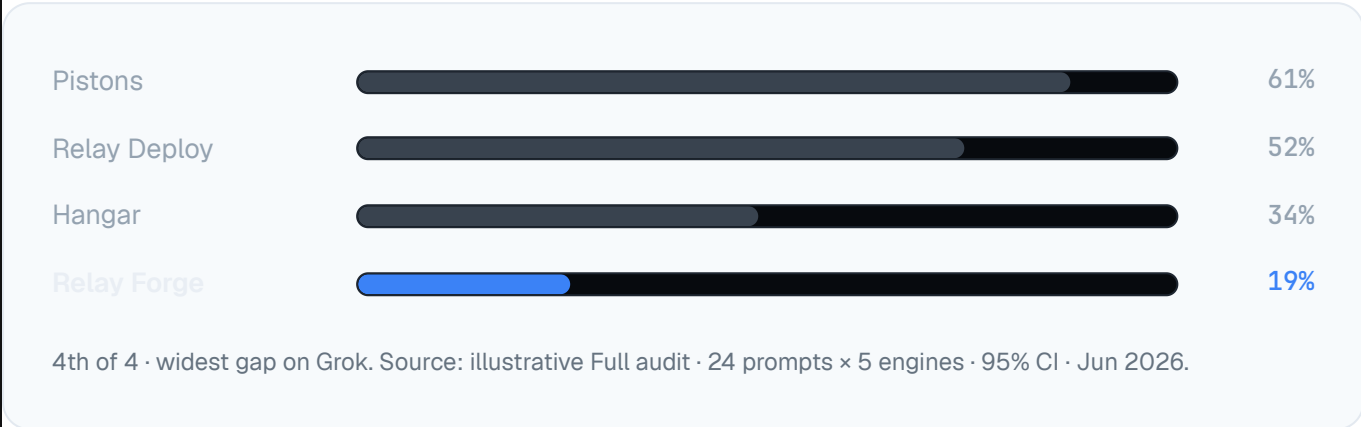 Pistons 61%
Relay Deploy 52%
Hangar 34%
Relay Forge 19%
4th of 4 · widest gap on Grok. Source: illustrative Full audit · 24 prompts × 5 engines · 95% CI · Jun 2026.